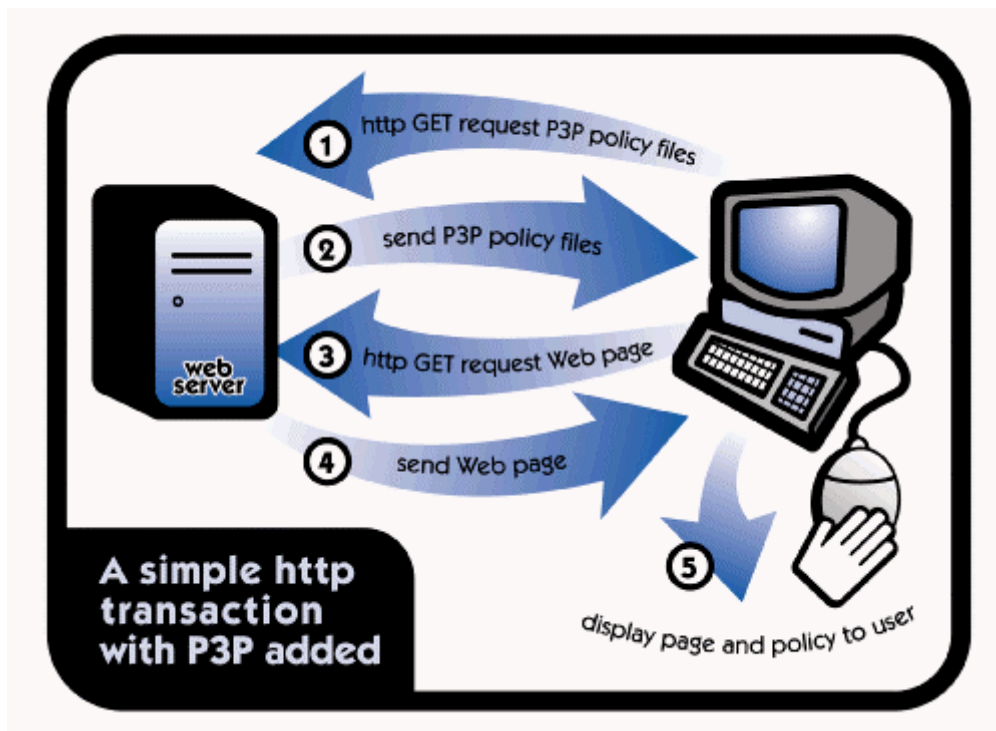 1 http GET request P3P policy files
2 send P3P policy files
3 http GET request Web page
web
server
4 send Web page
5
display page and policy to user
A simple http
transaction
with P3P added